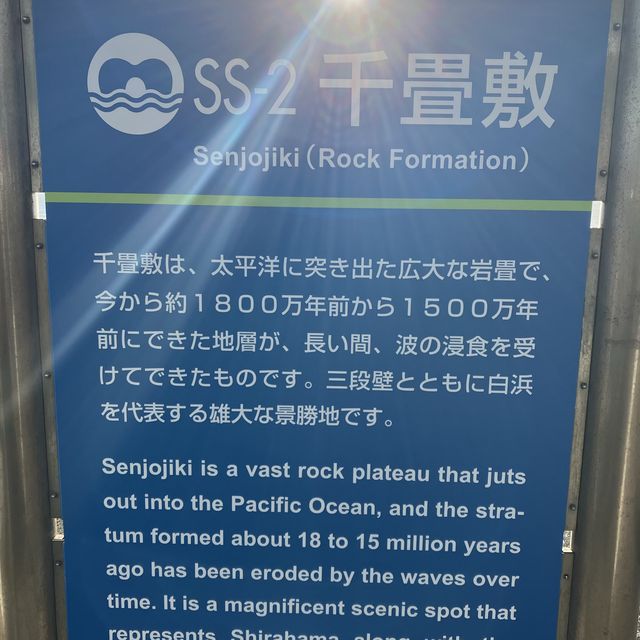 SS-2 千畳敷
Senjojiki (Rock Formation)
千畳敷は、太平洋に突き出た広大な岩畳で、
今から約1800万年前から1500万年
前にできた地層が、長い間、波の浸食を受
けてできたものです。三段壁とともに白浜
を代表する雄大な景勝地です。
Senjojiki is a vast rock plateau that juts
out into the Pacific Ocean, and the stra-
tum formed about 18 to 15 million years
ago has been eroded by the waves over
time. It is a magnificent scenic spot that
represents Shirahama along with the